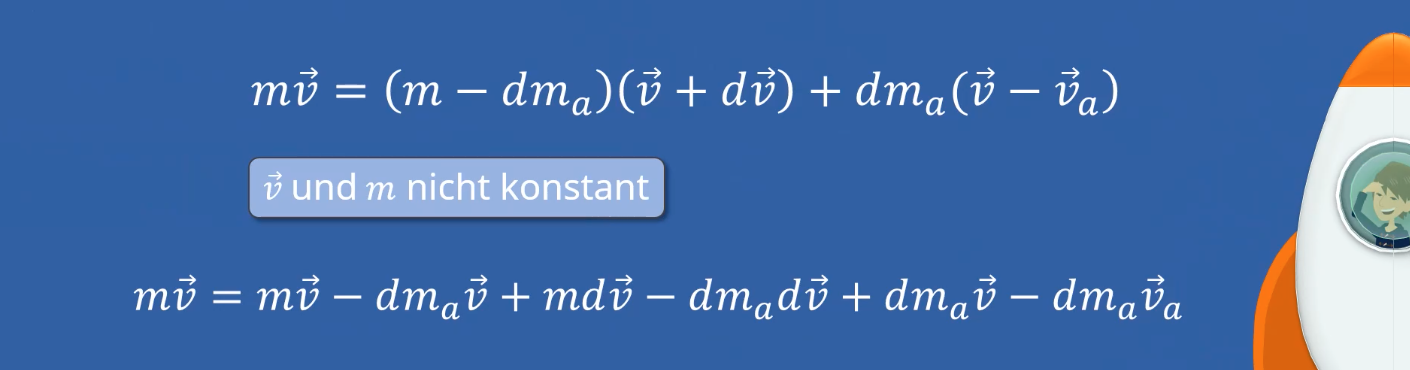 m\vec{v} = (m − dm_a)(\vec{v} + d\vec{v}) + dm_a(\vec{v} − \vec{v}_a)
\vec{v} und m nicht konstant
m\vec{v} = m\vec{v} − dm_a\vec{v} + md\vec{v} − dm_ad\vec{v} + dm_a\vec{v} − dm_a\vec{v}_a